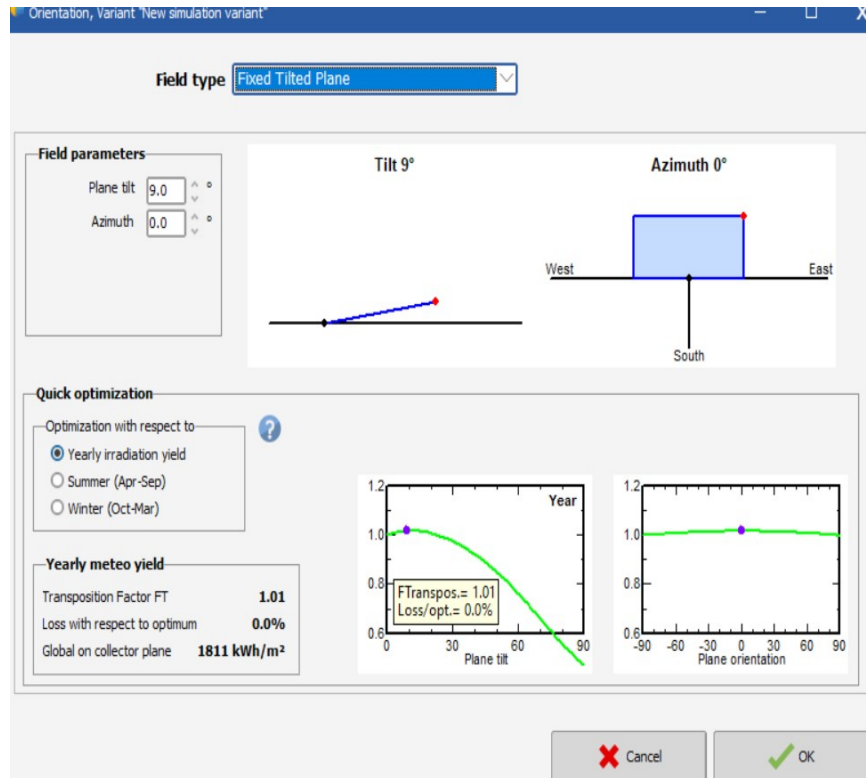 Orientation, Variant "New simulation variant"
Field type Fixed Tilted Plane
Field parameters
Plane tilt 9.0 °
Azimuth 0.0 °
Tilt 9°
Azimuth 0°
West
East
South
Quick optimization
Optimization with respect to
Yearly irradiation yield
Summer (Apr-Sep)
Winter (Oct-Mar)
?
Yearly meteo yield
Transposition Factor FT 1.01
Loss with respect to optimum 0.0%
Global on collector plane 1811 kWh/m²
Year
1.2
1.0
0.8
0.6
FTranspos.= 1.01
Loss/opt.= 0.0%
0 30 60 90
Plane tilt
1.2
1.0
0.8
0.6
-90 -60 -30 0 30 60 90
Plane orientation
Cancel
OK